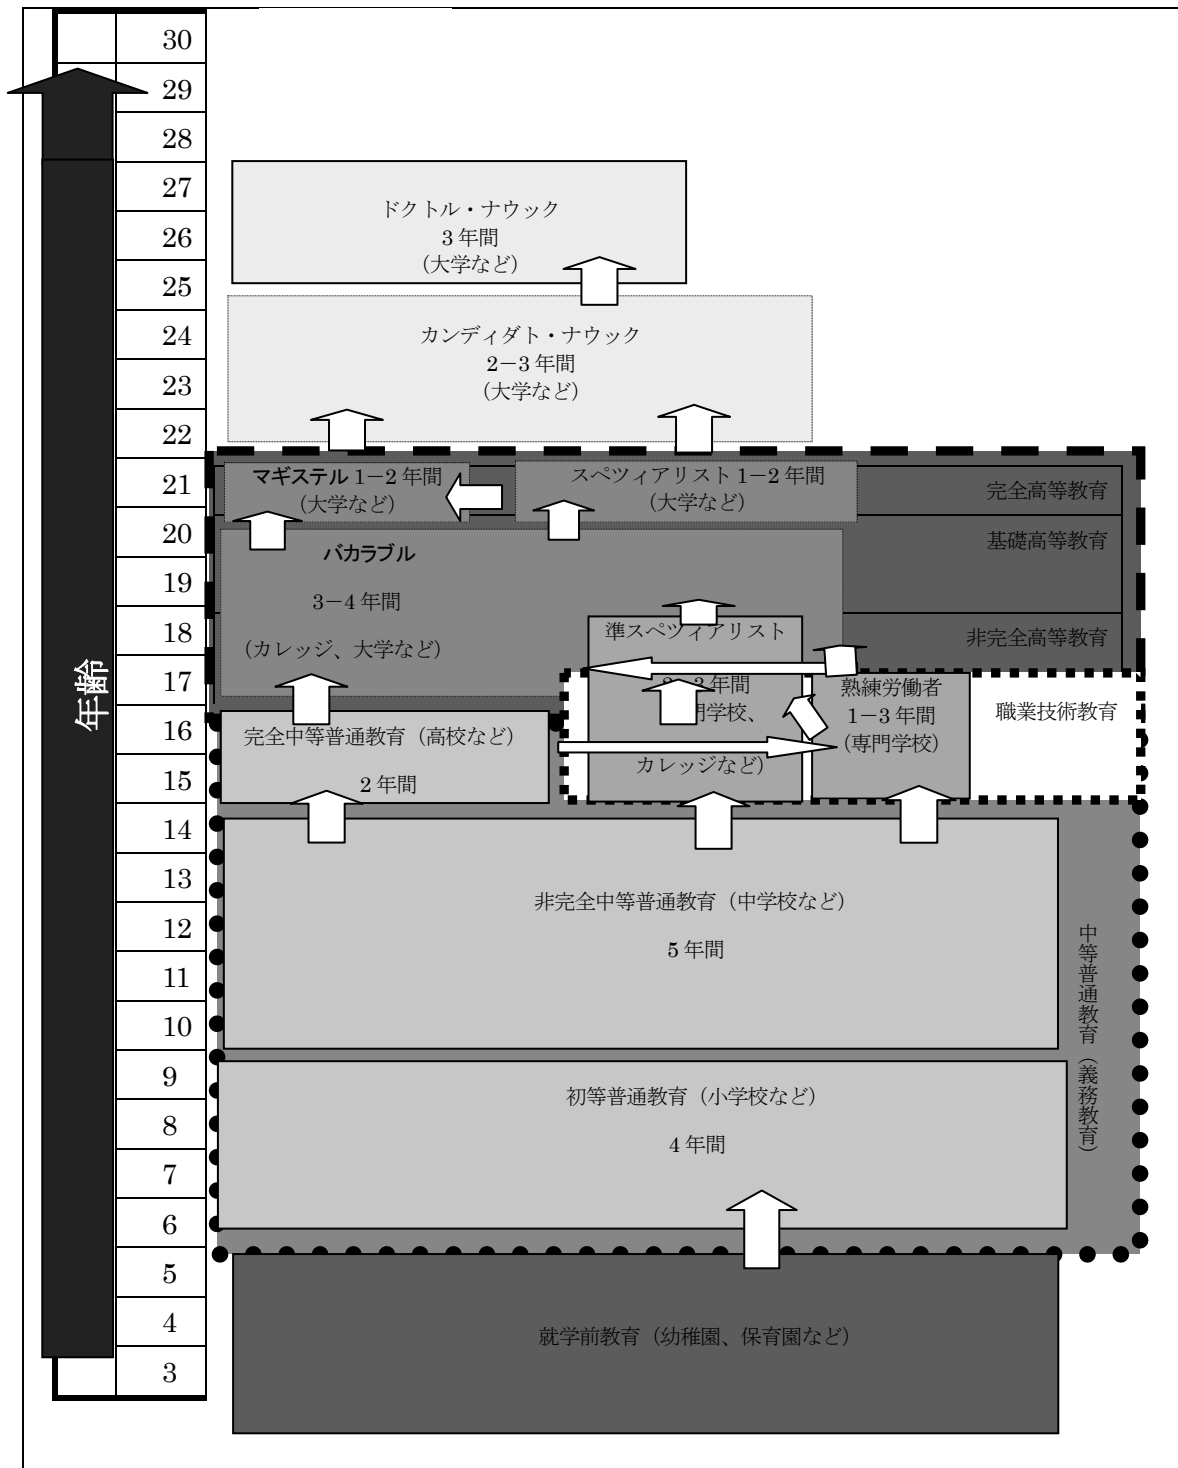 30
29
28
27
26
25
24
23
22
21
20
19
18
17
16
15
14
13
12
11
10
9
8
7
6
5
4
3
年齢
ドクトル・ナウック
3 年間
(大学など)
カンディダト・ナウック
2－3 年間
(大学など)
マギステル 1－2 年間
(大学など)
スペツィアリスト 1－2 年間
(大学など)
完全高等教育
基礎高等教育
非完全高等教育
バカラブル
3－4 年間
(カレッジ、大学など)
準スペツィアリスト
3 年間
門学校、
カレッジなど)
熟練労働者
1－3 年間
(専門学校)
職業技術教育
完全中等普通教育（高校など）
2 年間
非完全中等普通教育（中学校など）
5 年間
中等普通教育（義務教育）
初等普通教育（小学校など）
4 年間
就学前教育（幼稚園、保育園など）